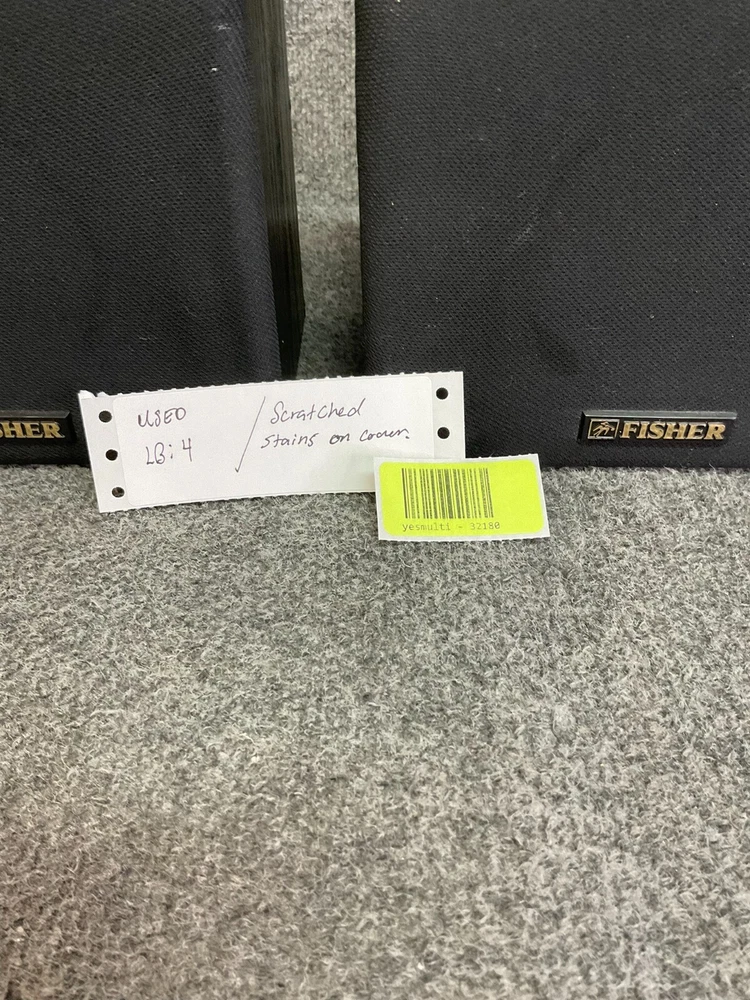 SHER
FISHER
USED
LB: 4
/ Scratched
stains on cover.
yesmulti - 32180